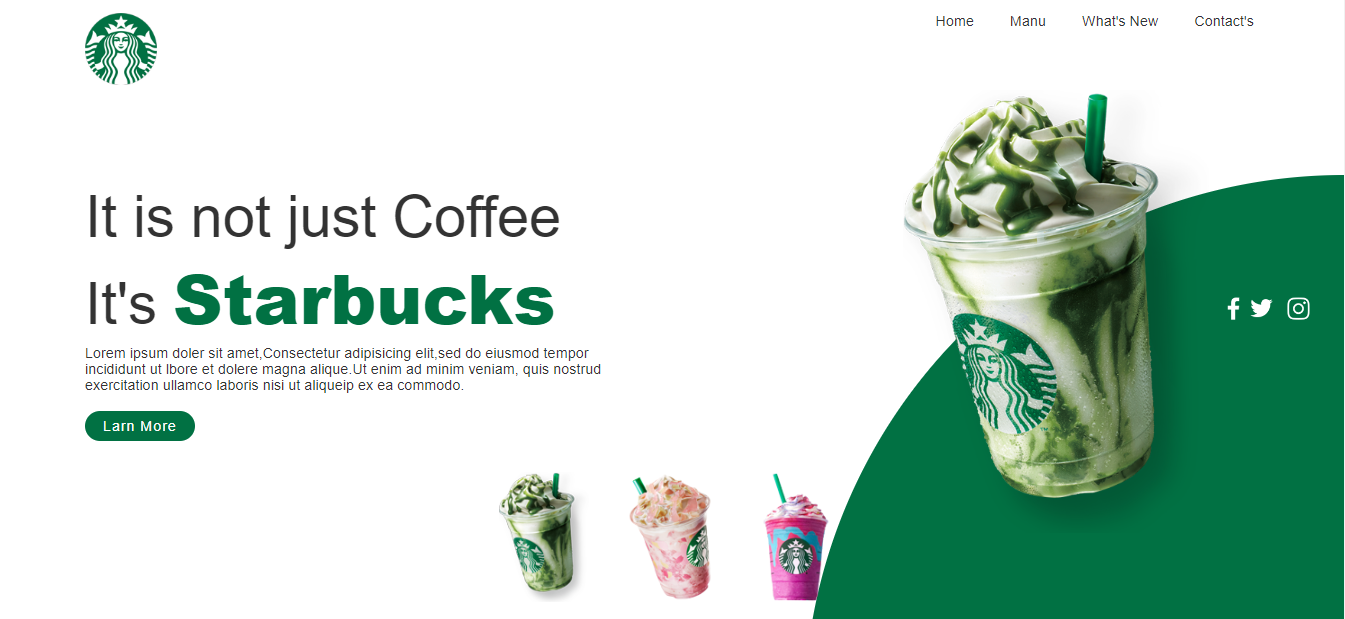 Home Manu What's New Contact's
It is not just Coffee
It's Starbucks
Lorem ipsum doler sit amet,Consectetur adipisicing elit,sed do eiusmod tempor
incididunt ut lbore et dolere magna alique.Ut enim ad minim veniam, quis nostrud
exercitation ullamco laboris nisi ut aliqueip ex ea commodo.
Larn More